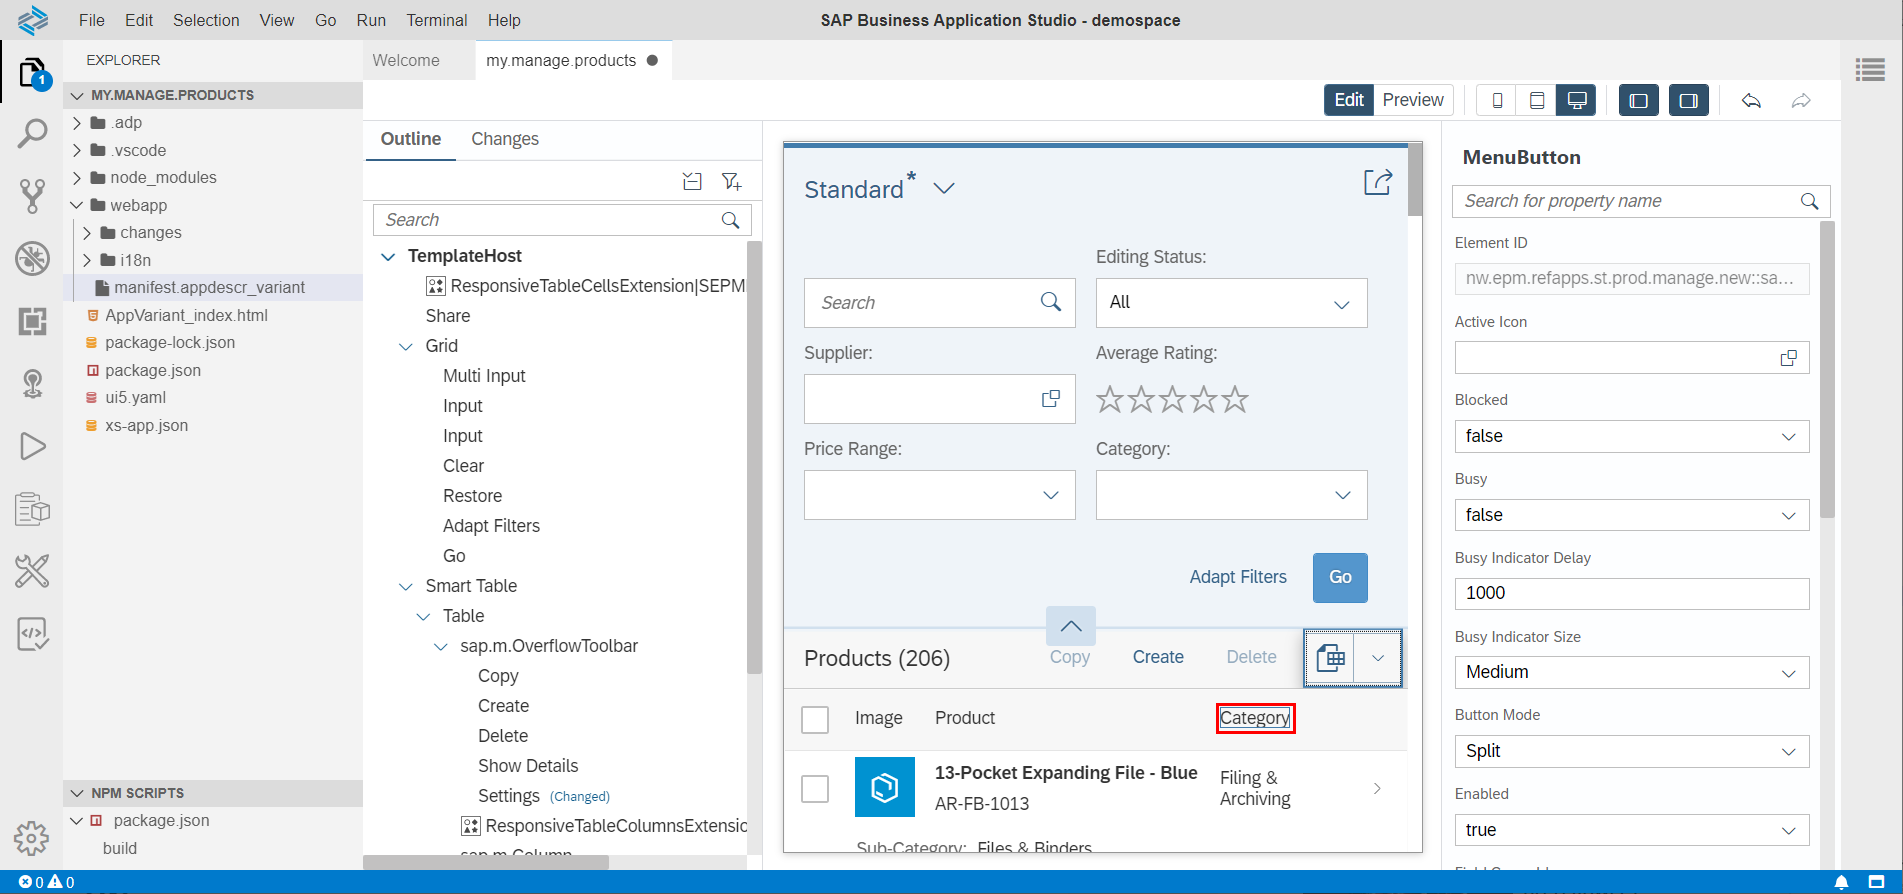 File Edit Selection View Go Run Terminal Help
SAP Business Application Studio - demospace
EXPLORER
1
MY.MANAGE.PRODUCTS
.adp
.vscode
node_modules
webapp
changes
i18n
manifest.appdescr_variant
AppVariant_index.html
package-lock.json
package.json
ui5.yaml
xs-app.json
NPM SCRIPTS
package.json
build
Welcome
my.manage.products
Edit Preview
Outline Changes
Search
TemplateHost
ResponsiveTableCellsExtension|SEPM
Share
Grid
Multi Input
Input
Input
Clear
Restore
Adapt Filters
Go
Smart Table
Table
sap.m.OverflowToolbar
Copy
Create
Delete
Show Details
Settings (Changed)
ResponsiveTableColumnsExtensio
sap.m.Column
Standard*
Editing Status:
Search
All
Supplier:
Average Rating:
Price Range:
Category:
Adapt Filters Go
Products (206)
Copy Create Delete
Image Product Category
13-Pocket Expanding File - Blue
AR-FB-1013
Filing &
Archiving
Sub-Category: Files & Binders
MenuButton
Search for property name
Element ID
nw.epm.refapps.st.prod.manage.new::sa...
Active Icon
Blocked
false
Busy
false
Busy Indicator Delay
1000
Busy Indicator Size
Medium
Button Mode
Split
Enabled
true
0 0